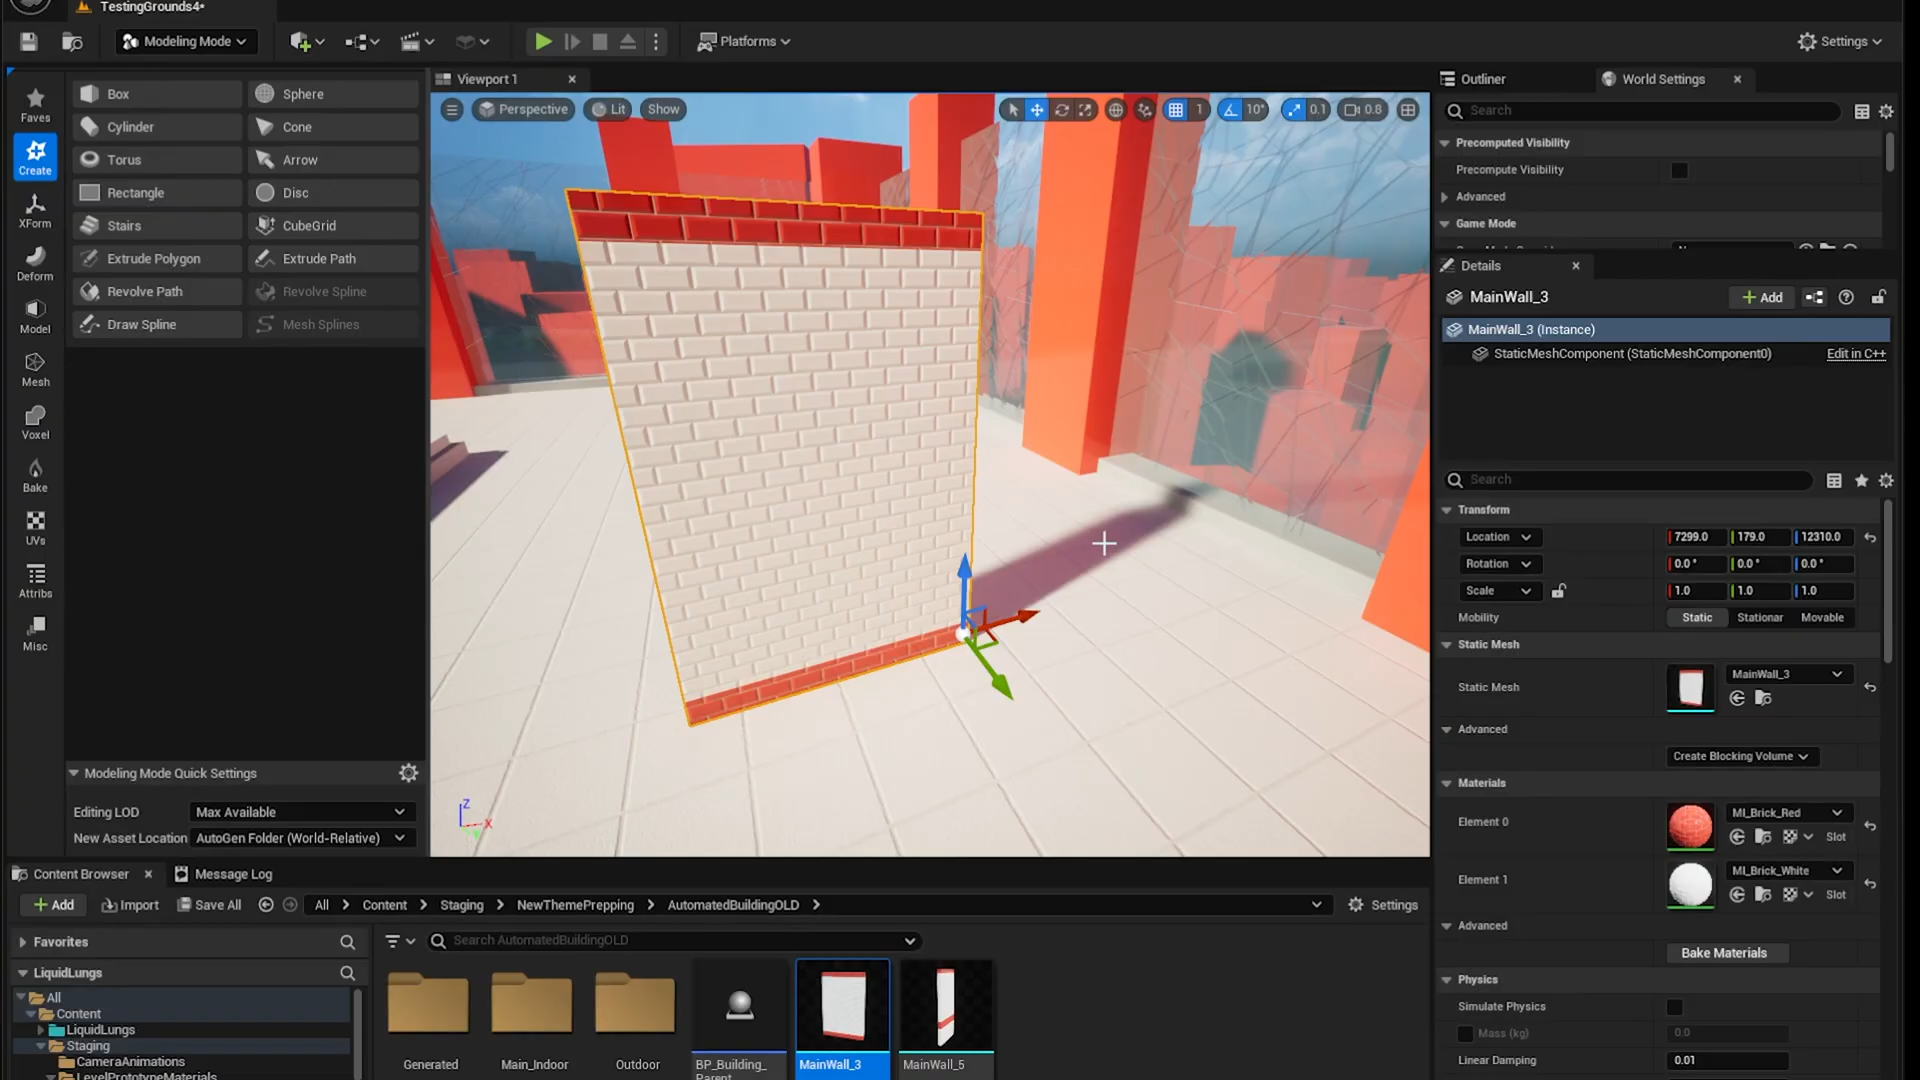 TestingGrounds4*
Modeling Mode
Platforms
Settings
Faves
Create
XForm
Deform
Model
Mesh
Voxel
Bake
UVs
Attribs
Misc
Box
Sphere
Cylinder
Cone
Torus
Arrow
Rectangle
Disc
Stairs
CubeGrid
Extrude Polygon
Extrude Path
Revolve Path
Revolve Spline
Draw Spline
Mesh Splines
Modeling Mode Quick Settings
Editing LOD
Max Available
New Asset Location
AutoGen Folder (World-Relative)
Viewport 1
Perspective
Lit
Show
1
10°
0.1
0.8
Z
X
Outliner
World Settings
Search
Precomputed Visibility
Precompute Visibility
Advanced
Game Mode
Details
MainWall_3
Add
MainWall_3 (Instance)
StaticMeshComponent (StaticMeshComponent0)
Edit in C++
Search
Transform
Location
7299.0
179.0
12310.0
Rotation
0.0 °
0.0 °
0.0 °
Scale
1.0
1.0
1.0
Mobility
Static
Stationar
Movable
Static Mesh
Static Mesh
MainWall_3
Advanced
Create Blocking Volume
Materials
Element 0
MI_Brick_Red
Slot
Element 1
MI_Brick_White
Slot
Advanced
Bake Materials
Physics
Simulate Physics
Mass (kg)
0.0
Linear Damping
0.01
Content Browser
Message Log
Add
Import
Save All
All
Content
Staging
NewThemePrepping
AutomatedBuildingOLD
Settings
Favorites
LiquidLungs
All
Content
LiquidLungs
Staging
CameraAnimations
LevelPrototypeMaterials
Search AutomatedBuildingOLD
Generated
Main_Indoor
Outdoor
BP_Building_
Parent
MainWall_3
MainWall_5